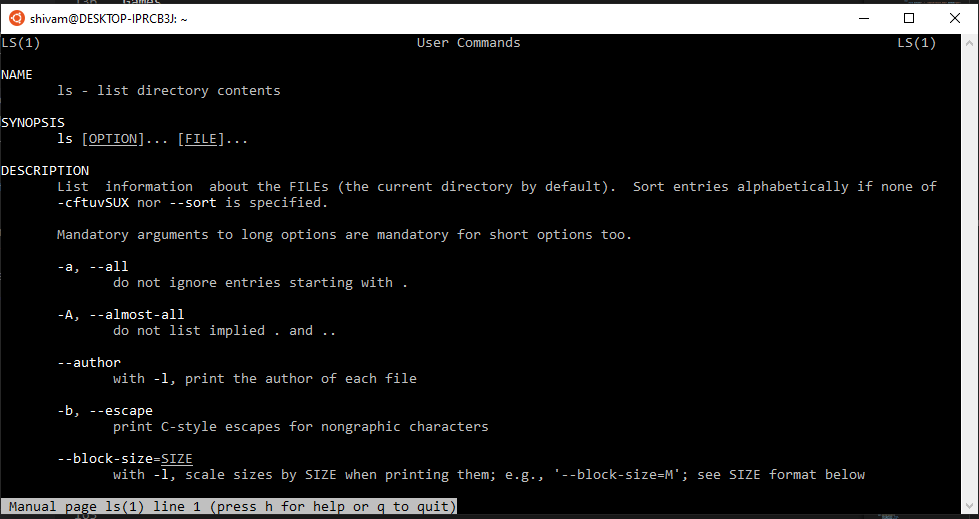 Games
shivam@DESKTOP-IPRCB3J: ~
LS(1) User Commands LS(1)
NAME
ls - list directory contents
SYNOPSIS
ls [OPTION]... [FILE]...
DESCRIPTION
List  information  about the FILEs (the current directory by default).  Sort entries alphabetically if none of
-cftuvSUX nor --sort is specified.
Mandatory arguments to long options are mandatory for short options too.
-a, --all
do not ignore entries starting with .
-A, --almost-all
do not list implied . and ..
--author
with -l, print the author of each file
-b, --escape
print C-style escapes for nongraphic characters
--block-size=SIZE
with -l, scale sizes by SIZE when printing them; e.g., '--block-size=M'; see SIZE format below
Manual page ls(1) line 1 (press h for help or q to quit)